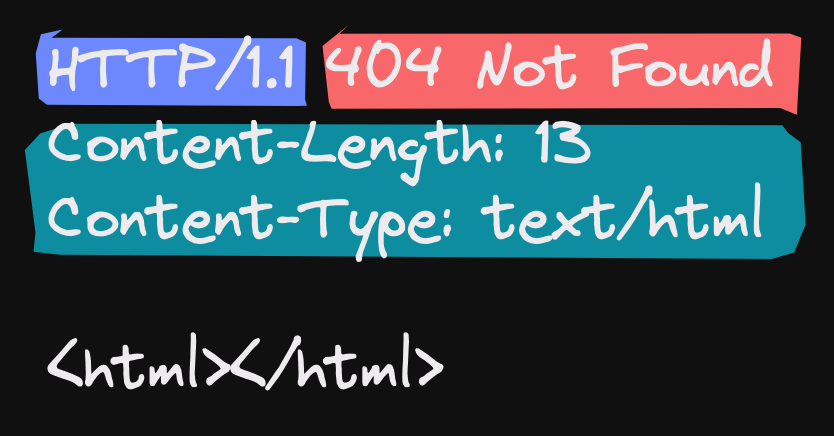 HTTP/1.1 404 Not Found
Content-Length: 13
Content-Type: text/html
<html></html>